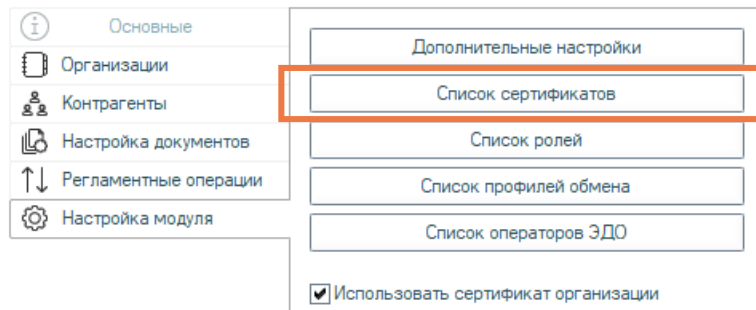 Основные
Организации
Контрагенты
Настройка документов
Регламентные операции
Настройка модуля
Дополнительные настройки
Список сертификатов
Список ролей
Список профилей обмена
Список операторов ЭДО
Использовать сертификат организации